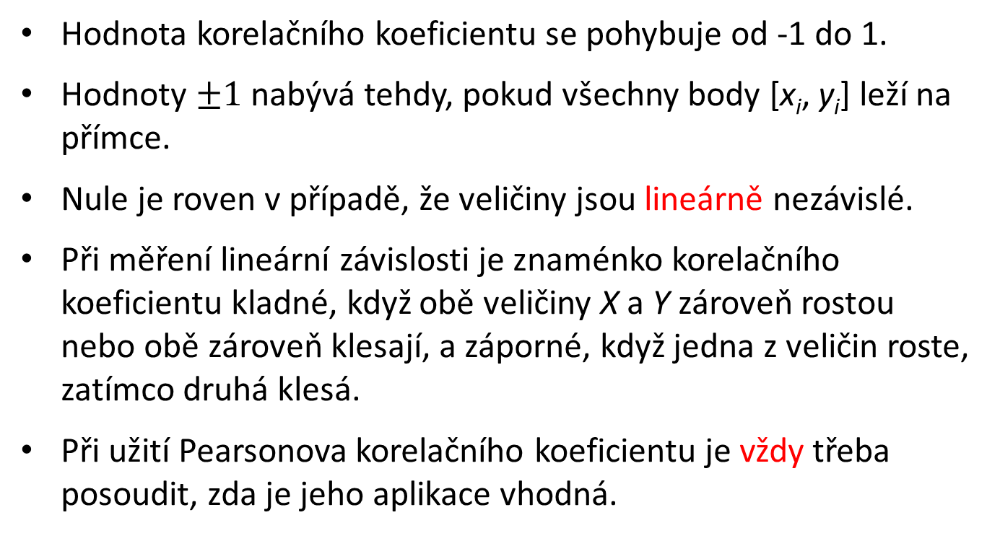 • Hodnota korelačního koeficientu se pohybuje od -1 do 1.
• Hodnoty ±1 nabývá tehdy, pokud všechny body [xᵢ, yᵢ] leží na
přímce.
• Nule je roven v případě, že veličiny jsou lineárně nezávislé.
• Při měření lineární závislosti je znaménko korelačního
koeficientu kladné, když obě veličiny X a Y zároveň rostou
nebo obě zároveň klesají, a záporné, když jedna z veličin roste,
zatímco druhá klesá.
• Při užití Pearsonova korelačního koeficientu je vždy třeba
posoudit, zda je jeho aplikace vhodná.